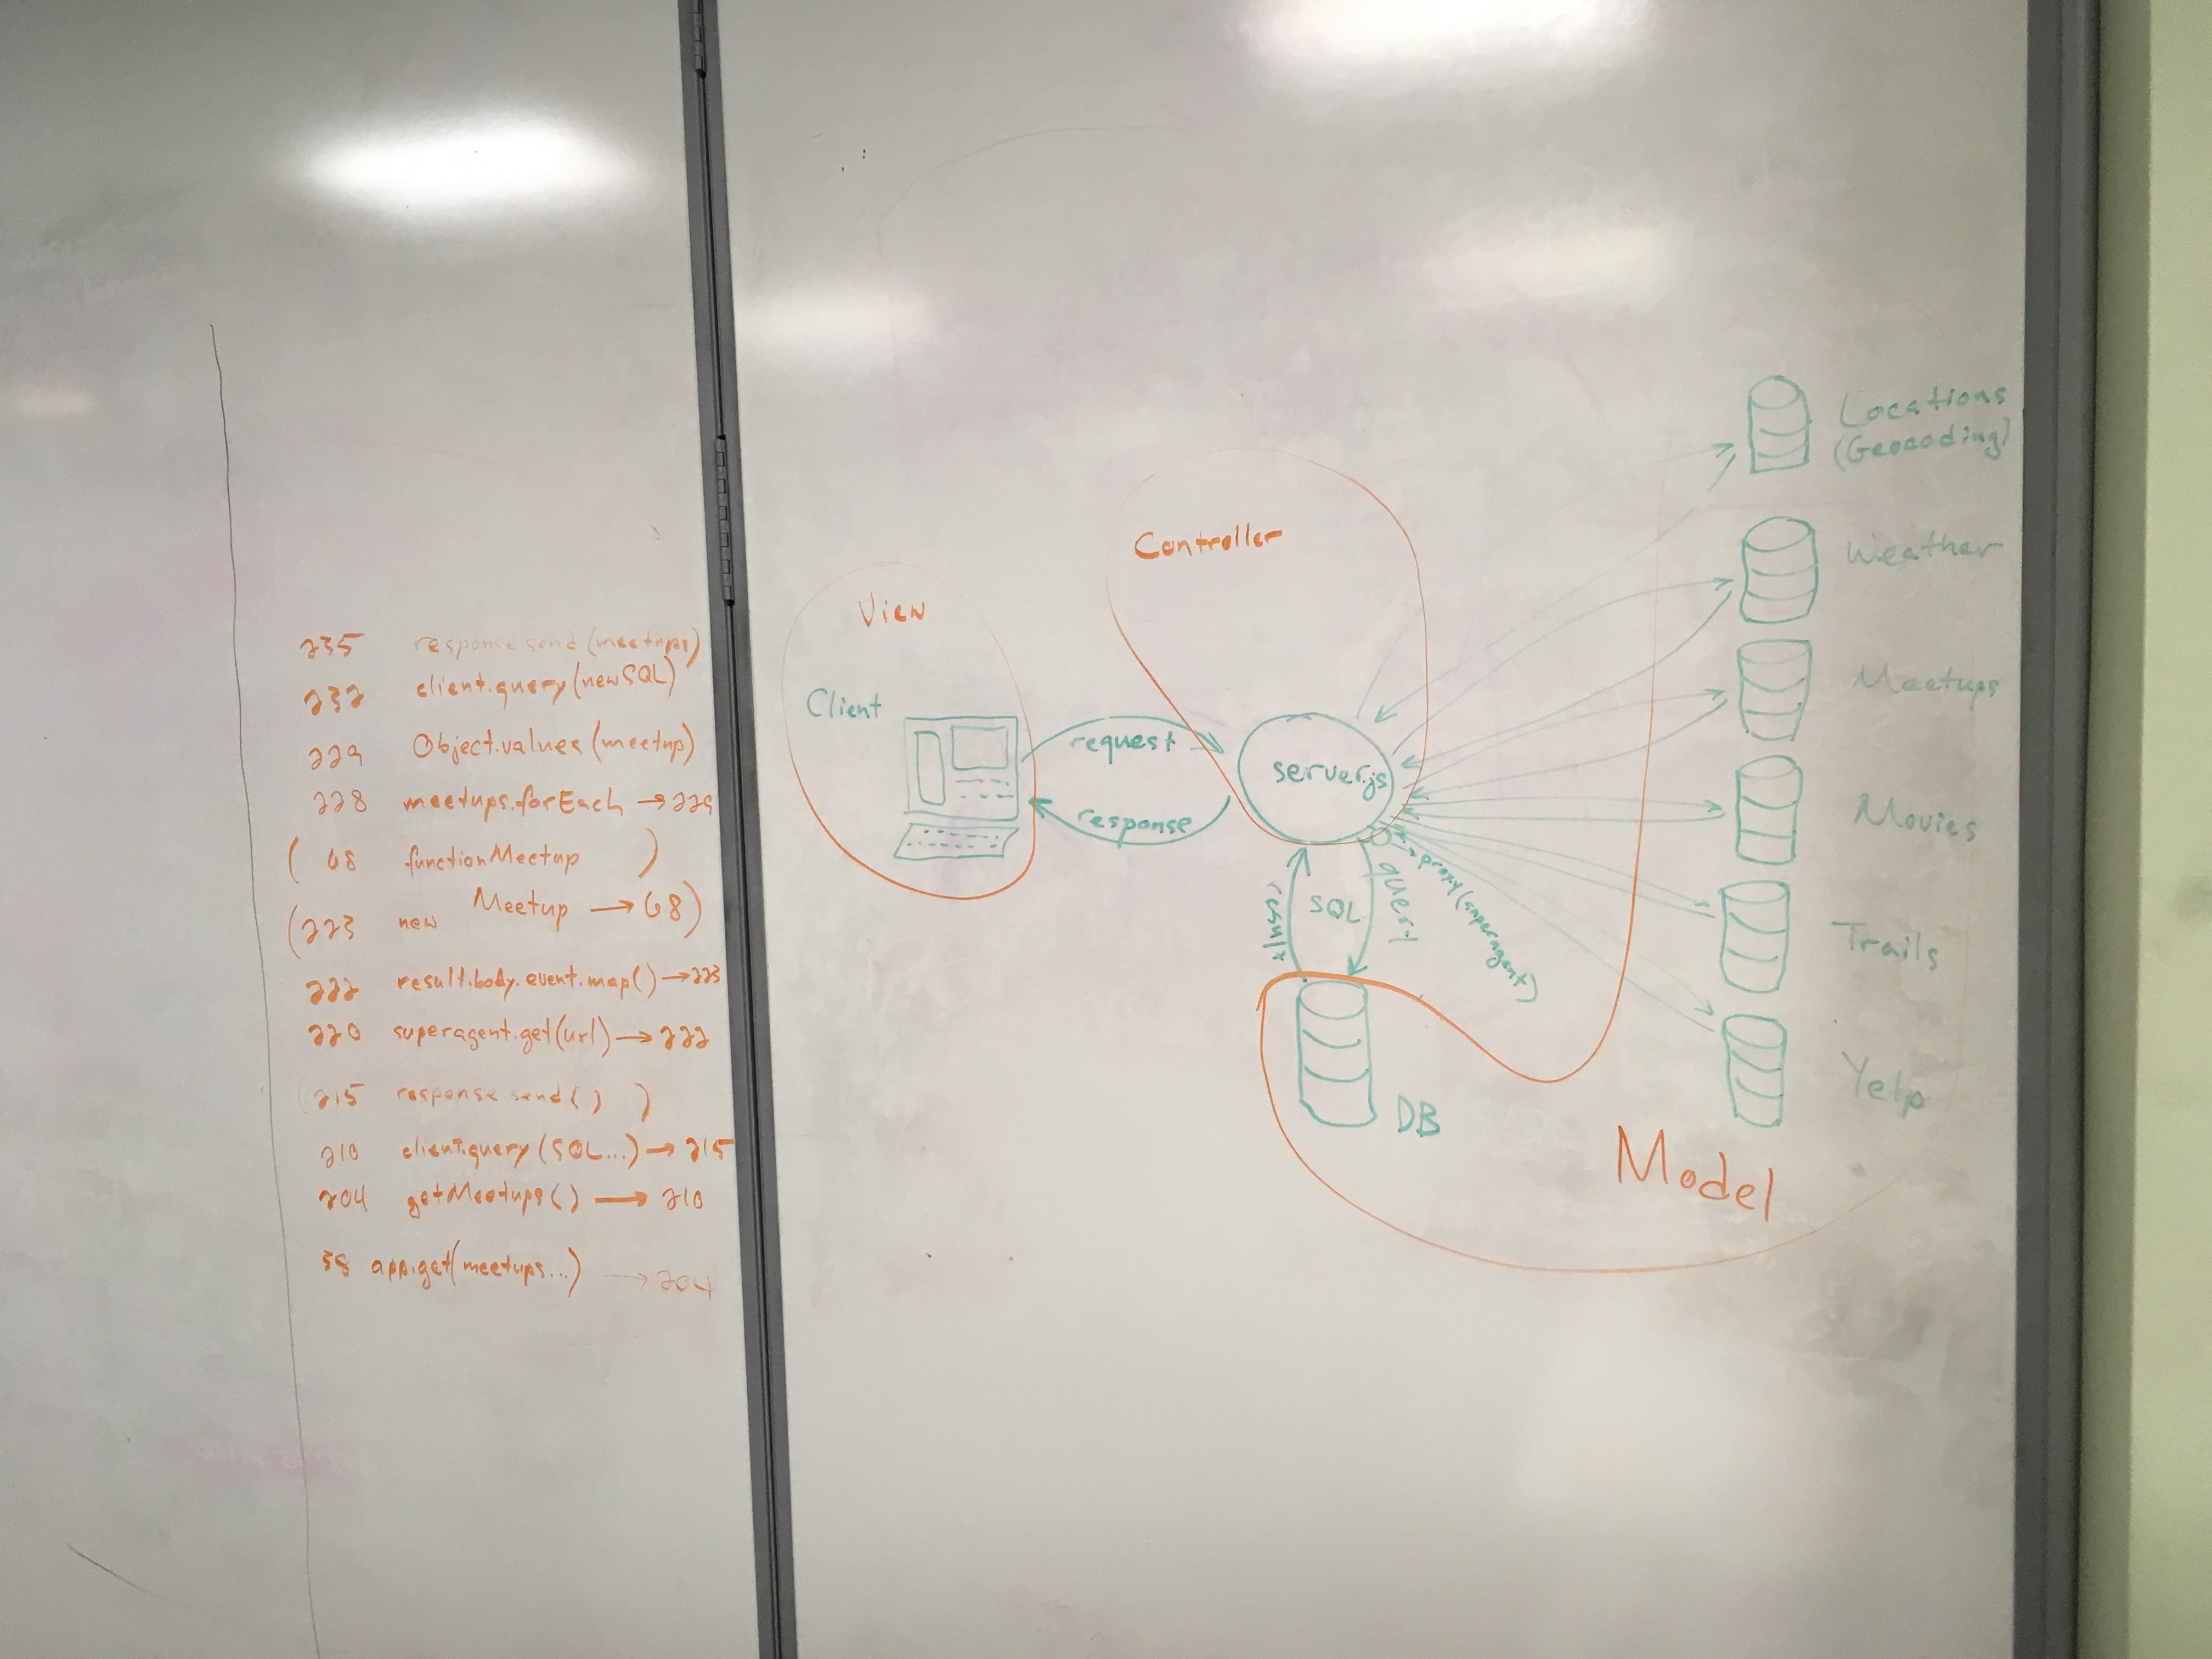 235 response.send(meetups)
232 client.query(newSQL)
229 Object.values(meetup)
228 meetups.forEach → 229
( 68 functionMeetup )
(223 new Meetup → 68)
222 result.body.event.map() → 223
220 superagent.get(url) → 222
(215 response.send() )
210 client.query(SQL...) → 215
204 getMeetups() → 210
58 app.get(meetups...) → 204
View
Client
request
response
Controller
server.js
results
SQL
query
proxy(superagent)
DB
Model
Locations
(Geocoding)
Weather
Meetups
Movies
Trails
Yelp